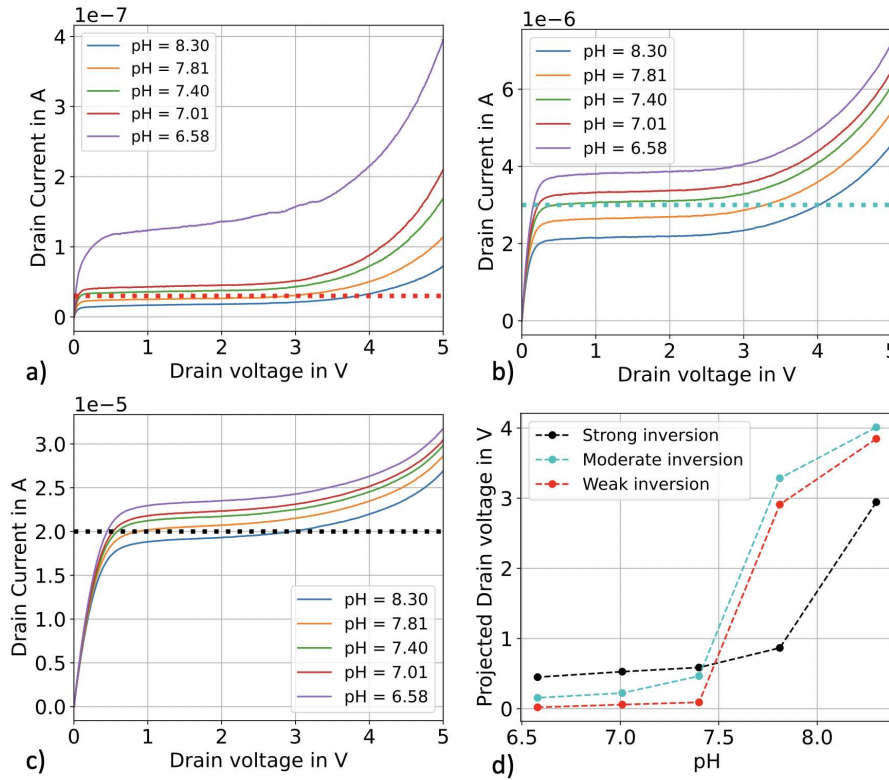 1e−7
Drain Current in A
4
3
2
1
0
pH = 8.30
pH = 7.81
pH = 7.40
pH = 7.01
pH = 6.58
0 1 2 3 4 5
Drain voltage in V
a)
1e−6
Drain Current in A
6
4
2
0
pH = 8.30
pH = 7.81
pH = 7.40
pH = 7.01
pH = 6.58
0 1 2 3 4 5
Drain voltage in V
b)
1e−5
Drain Current in A
3.0
2.5
2.0
1.5
1.0
0.5
0.0
pH = 8.30
pH = 7.81
pH = 7.40
pH = 7.01
pH = 6.58
0 1 2 3 4 5
Drain voltage in V
c)
Projected Drain voltage in V
4
3
2
1
0
Strong inversion
Moderate inversion
Weak inversion
6.5 7.0 7.5 8.0
pH
d)